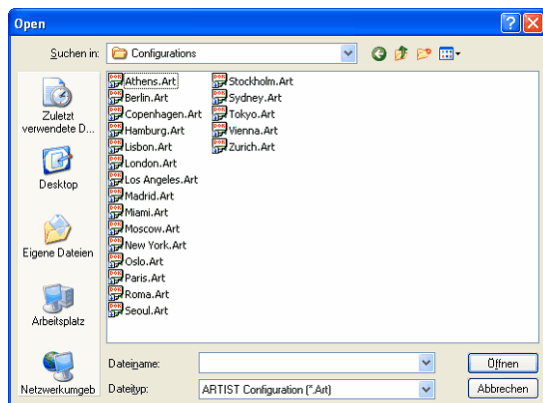 Open
Suchen in:
Configurations
Zuletzt
verwendete D...
Desktop
Eigene Dateien
Arbeitsplatz
Netzwerkumgeb
Athens.Art
Berlin.Art
Copenhagen.Art
Hamburg.Art
Lisbon.Art
London.Art
Los Angeles.Art
Madrid.Art
Miami.Art
Moscow.Art
New York.Art
Oslo.Art
Paris.Art
Roma.Art
Seoul.Art
Stockholm.Art
Sydney.Art
Tokyo.Art
Vienna.Art
Zurich.Art
Dateiname:
Öffnen
Dateityp:
ARTIST Configuration (*.Art)
Abbrechen